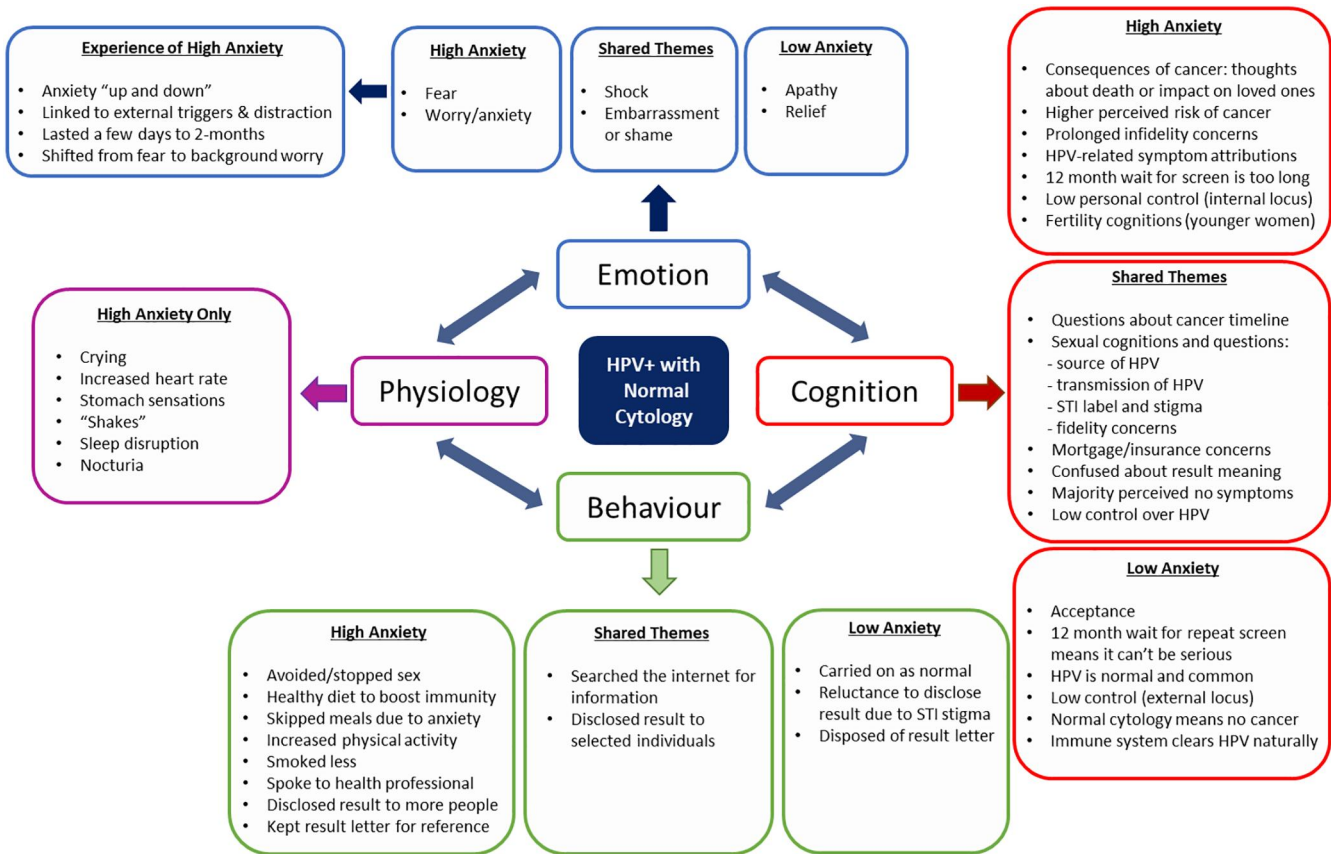 Experience of High Anxiety
• Anxiety “up and down”
• Linked to external triggers & distraction
• Lasted a few days to 2-months
• Shifted from fear to background worry
High Anxiety
• Fear
• Worry/anxiety
Shared Themes
• Shock
• Embarrassment
or shame
Low Anxiety
• Apathy
• Relief
High Anxiety
• Consequences of cancer: thoughts
about death or impact on loved ones
• Higher perceived risk of cancer
• Prolonged infidelity concerns
• HPV-related symptom attributions
• 12 month wait for screen is too long
• Low personal control (internal locus)
• Fertility cognitions (younger women)
Emotion
High Anxiety Only
• Crying
• Increased heart rate
• Stomach sensations
• “Shakes”
• Sleep disruption
• Nocturia
Physiology
HPV+ with
Normal
Cytology
Cognition
Shared Themes
• Questions about cancer timeline
• Sexual cognitions and questions:
- source of HPV
- transmission of HPV
- STI label and stigma
- fidelity concerns
• Mortgage/insurance concerns
• Confused about result meaning
• Majority perceived no symptoms
• Low control over HPV
Behaviour
High Anxiety
• Avoided/stopped sex
• Healthy diet to boost immunity
• Skipped meals due to anxiety
• Increased physical activity
• Smoked less
• Spoke to health professional
• Disclosed result to more people
• Kept result letter for reference
Shared Themes
• Searched the internet for
information
• Disclosed result to
selected individuals
Low Anxiety
• Carried on as normal
• Reluctance to disclose
result due to STI stigma
• Disposed of result letter
Low Anxiety
• Acceptance
• 12 month wait for repeat screen
means it can’t be serious
• HPV is normal and common
• Low control (external locus)
• Normal cytology means no cancer
• Immune system clears HPV naturally